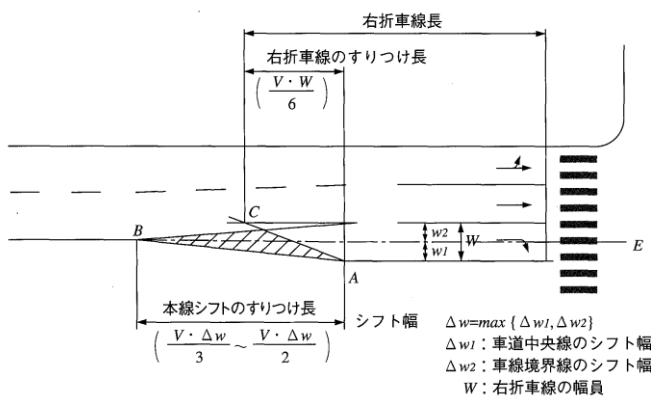 右折車線長
右折車線のすりつけ長
(V・W/6)
C
B
w2
W
w1
E
A
本線シフトのすりつけ長
(V・Δw/3 ~ V・Δw/2)
シフト幅 Δw=max { Δw1, Δw2}
Δw1：車道中央線のシフト幅
Δw2：車線境界線のシフト幅
W：右折車線の幅員